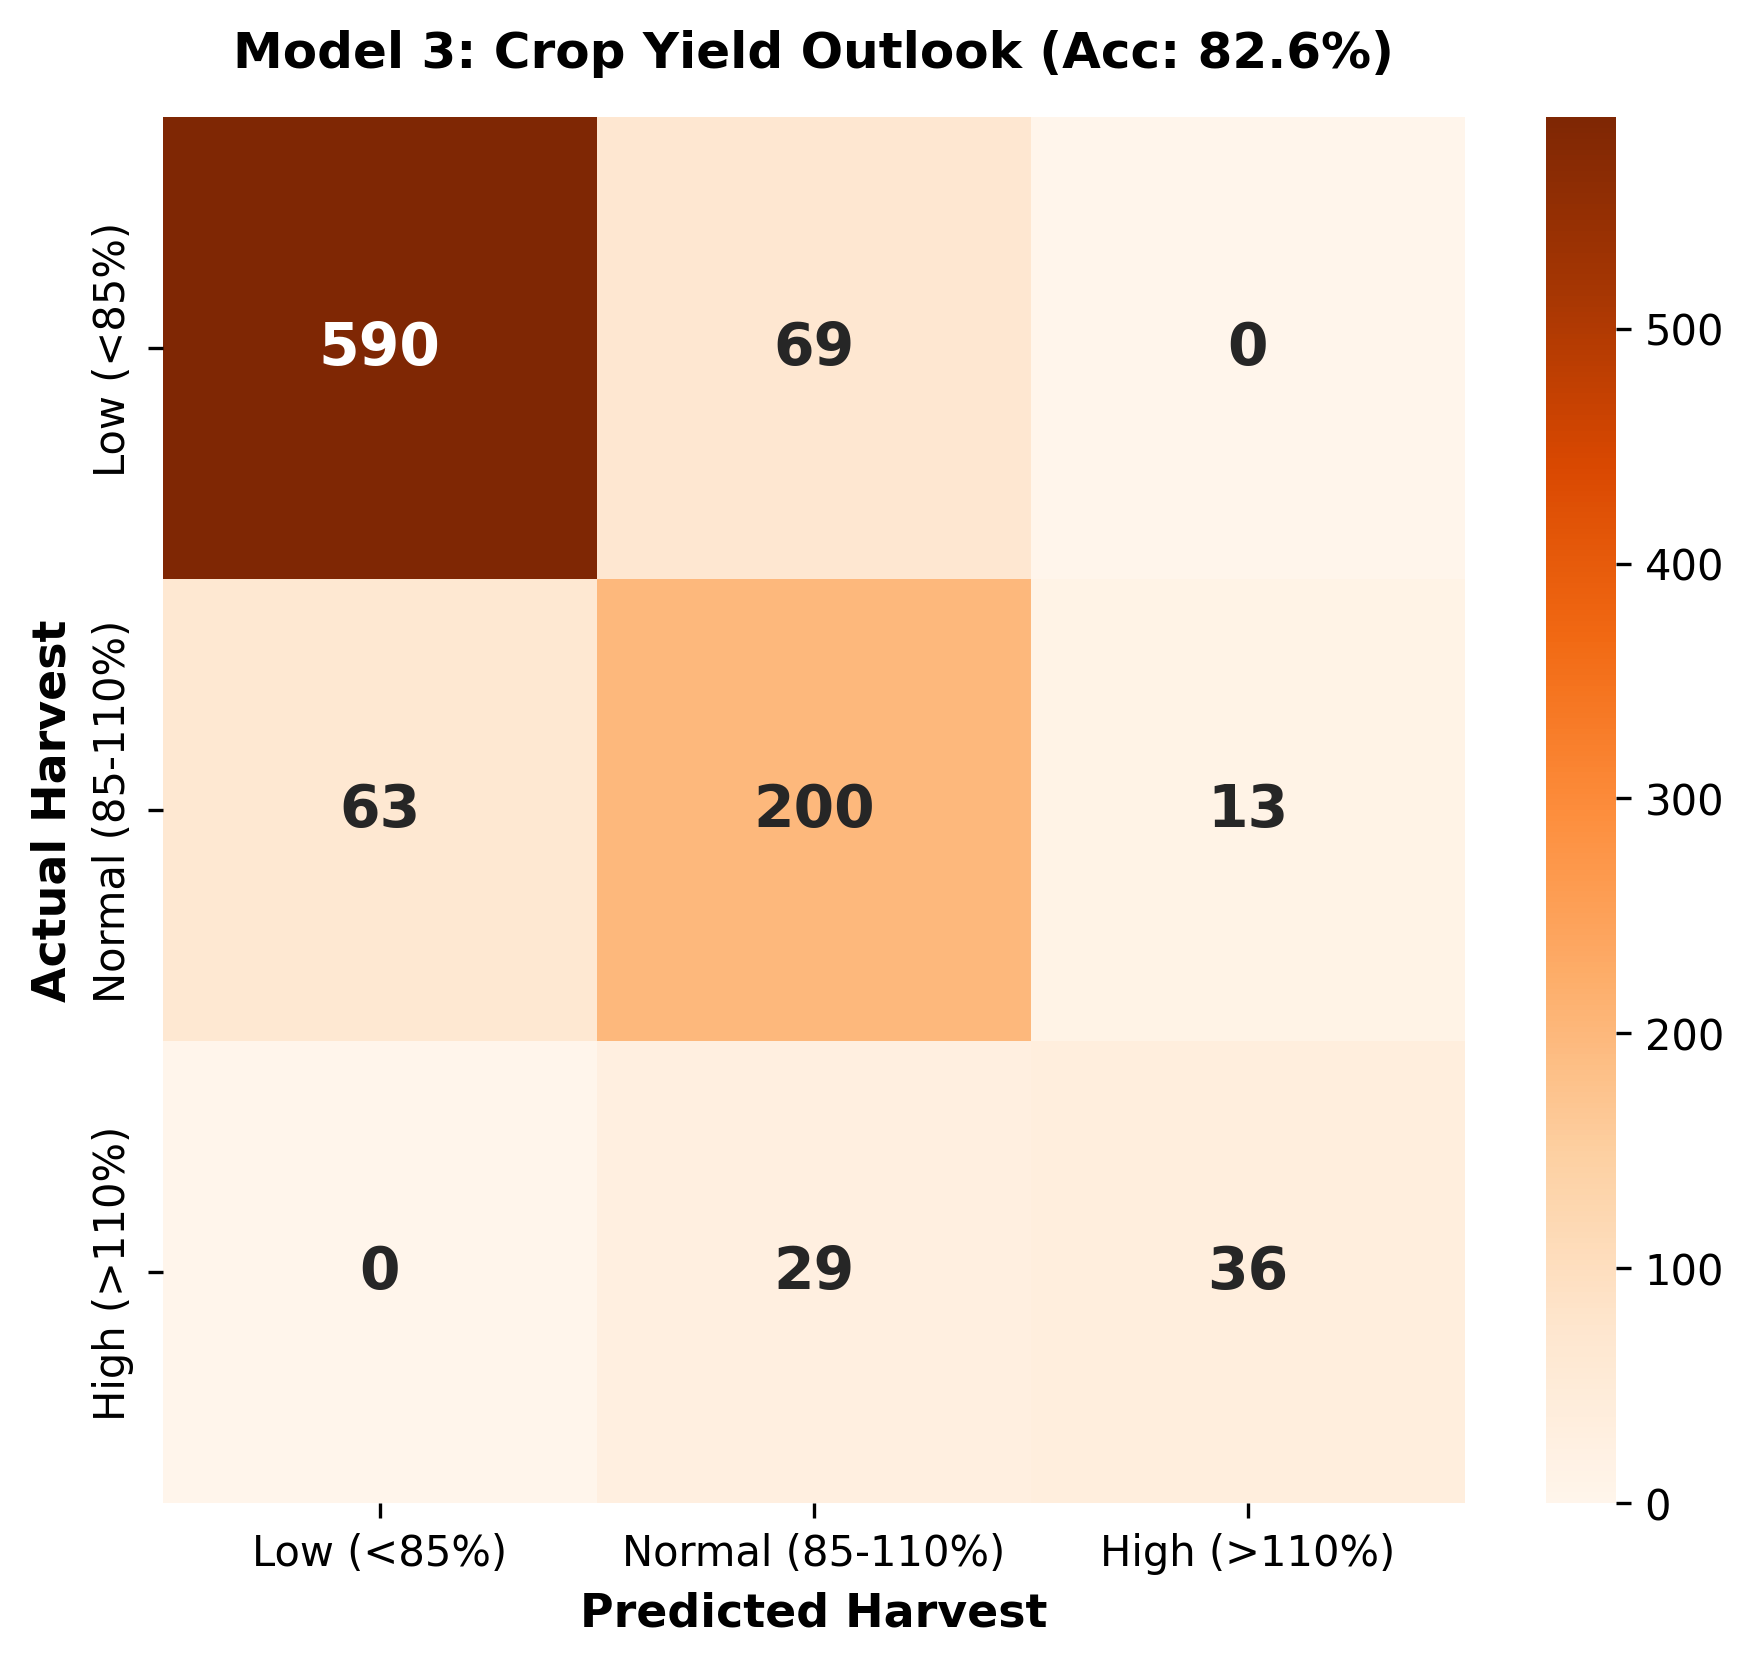 Model 3: Crop Yield Outlook (Acc: 82.6%)
Actual Harvest
Low (<85%)
590 69 0
Normal (85-110%)
63 200 13
High (>110%)
0 29 36
Low (<85%) Normal (85-110%) High (>110%)
Predicted Harvest
500
400
300
200
100
0